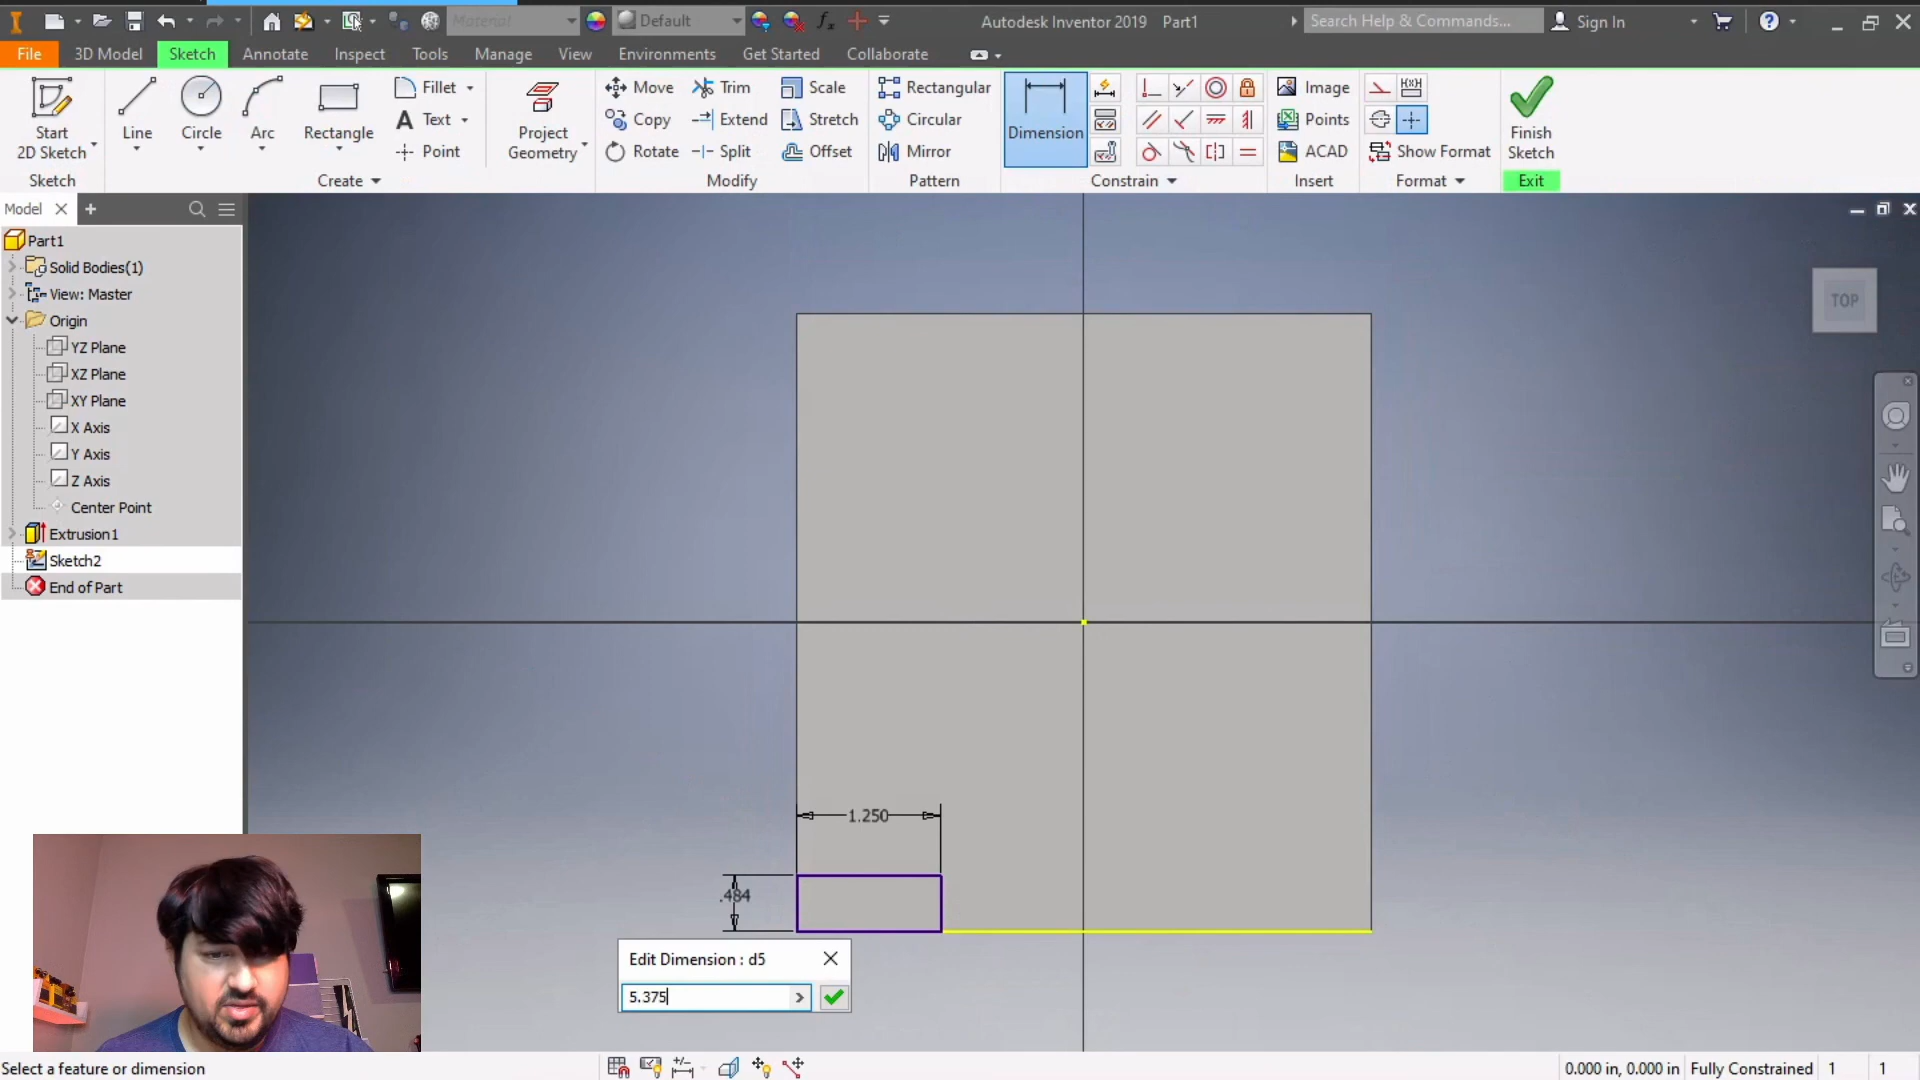 Material
Default
Autodesk Inventor 2019 Part1
Search Help & Commands...
Sign In
File 3D Model Sketch Annotate Inspect Tools Manage View Environments Get Started Collaborate
Start
2D Sketch
Line
Circle
Arc
Rectangle
Fillet
Text
Point
Project
Geometry
Move
Copy
Rotate
Trim
Extend
Split
Scale
Stretch
Offset
Rectangular
Circular
Mirror
Dimension
Image
Points
ACAD
Show Format
Finish
Sketch
Sketch Create Modify Pattern Constrain Insert Format Exit
Model
Part1
Solid Bodies(1)
View: Master
Origin
YZ Plane
XZ Plane
XY Plane
X Axis
Y Axis
Z Axis
Center Point
Extrusion1
Sketch2
End of Part
TOP
1.250
.484
Edit Dimension : d5
5.375
Select a feature or dimension
0.000 in, 0.000 in Fully Constrained 1 1